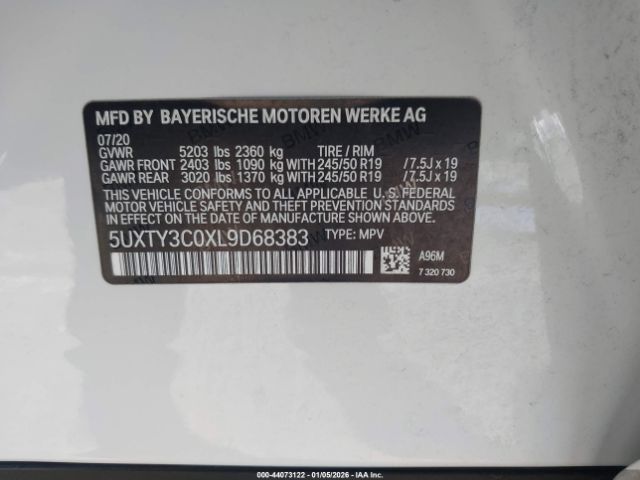 MFD BY BAYERISCHE MOTOREN WERKE AG
07/20
GVWR 5203 lbs 2360 kg TIRE / RIM
GAWR FRONT 2403 lbs 1090 kg WITH 245/50 R19 /7.5J x 19
GAWR REAR 3020 lbs 1370 kg WITH 245/50 R19 /7.5J x 19
THIS VEHICLE CONFORMS TO ALL APPLICABLE U.S. FEDERAL
MOTOR VEHICLE SAFETY AND THEFT PREVENTION STANDARDS
IN EFFECT ON THE DATE OF MANUFACTURE SHOWN ABOVE.
5UXTY3C0XL9D68383 TYPE: MPV
A96M
7 320 730
000-44073122 - 01/05/2026 - IAA Inc.